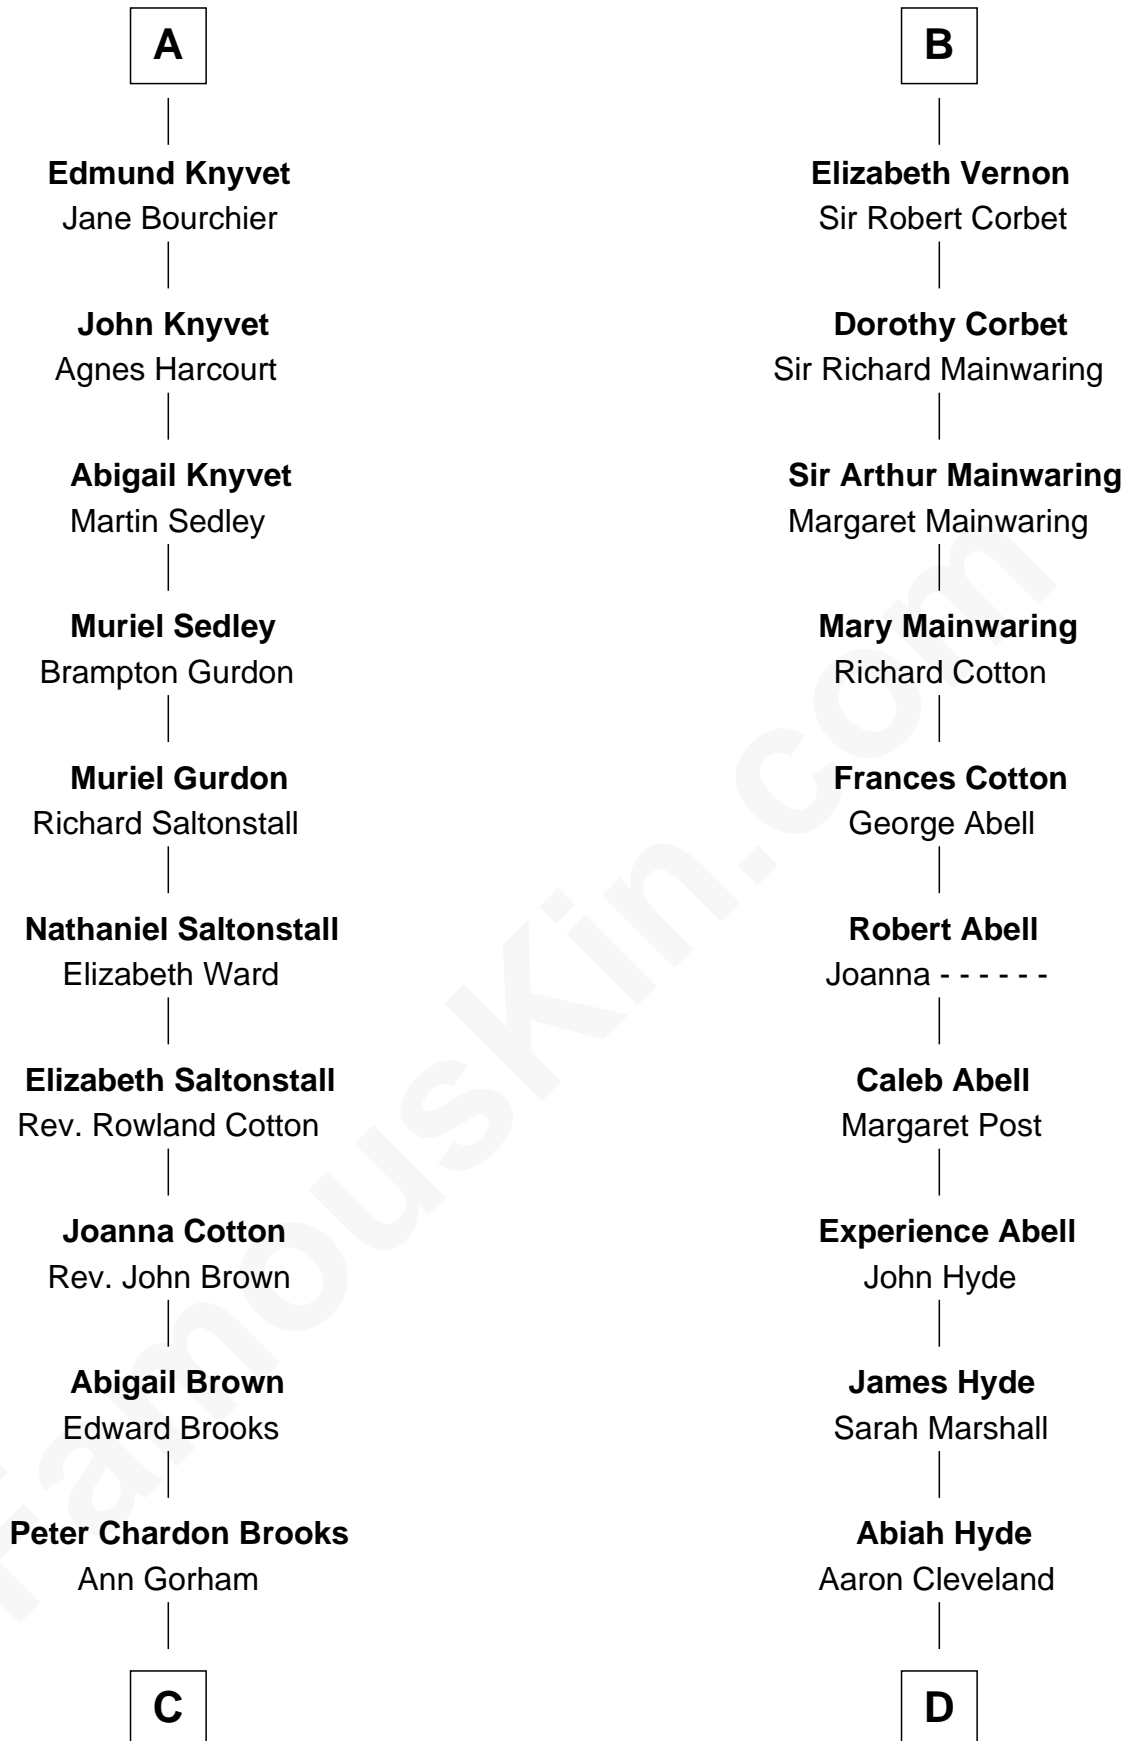 A
Edmund Knyvet
Jane Bourchier
John Knyvet
Agnes Harcourt
Abigail Knyvet
Martin Sedley
Muriel Sedley
Brampton Gurdon
Muriel Gurdon
Richard Saltonstall
Nathaniel Saltonstall
Elizabeth Ward
Elizabeth Saltonstall
Rev. Rowland Cotton
Joanna Cotton
Rev. John Brown
Abigail Brown
Edward Brooks
Peter Chardon Brooks
Ann Gorham
C
B
Elizabeth Vernon
Sir Robert Corbet
Dorothy Corbet
Sir Richard Mainwaring
Sir Arthur Mainwaring
Margaret Mainwaring
Mary Mainwaring
Richard Cotton
Frances Cotton
George Abell
Robert Abell
Joanna - - - - - -
Caleb Abell
Margaret Post
Experience Abell
John Hyde
James Hyde
Sarah Marshall
Abiah Hyde
Aaron Cleveland
D
FamousKin.com